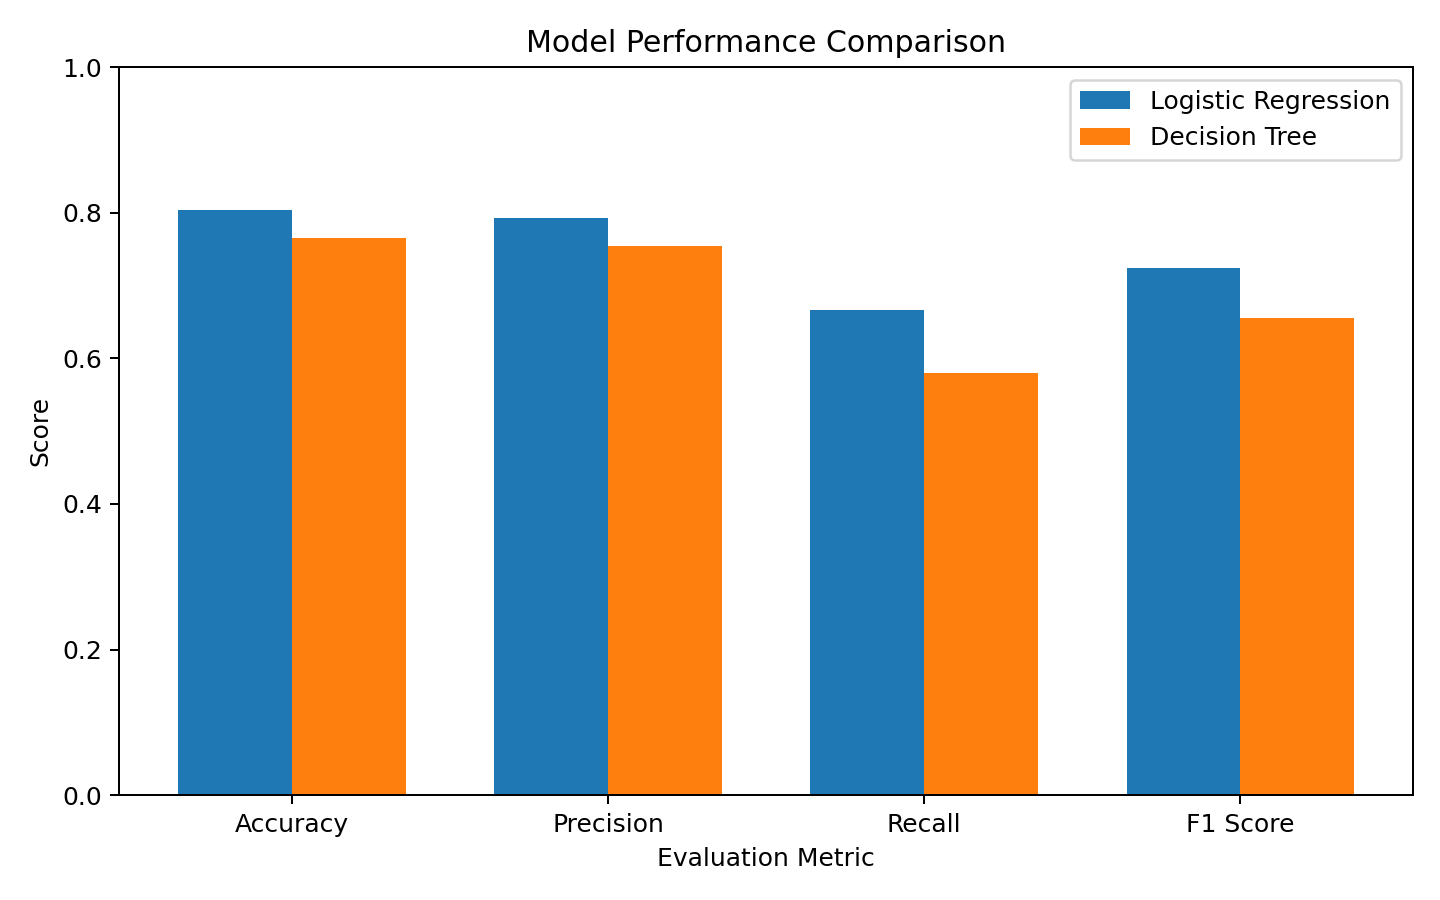 Model Performance Comparison
Logistic Regression
Decision Tree
1.0
0.8
0.6
0.4
0.2
0.0
Score
Accuracy Precision Recall F1 Score
Evaluation Metric